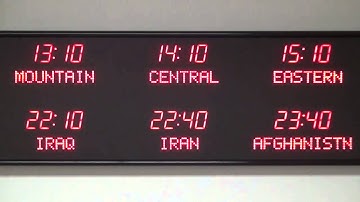 13:10 14:10 15:10
MOUNTAIN CENTRAL EASTERN
22:10 22:40 23:40
IRAQ IRAN AFGHANISTN